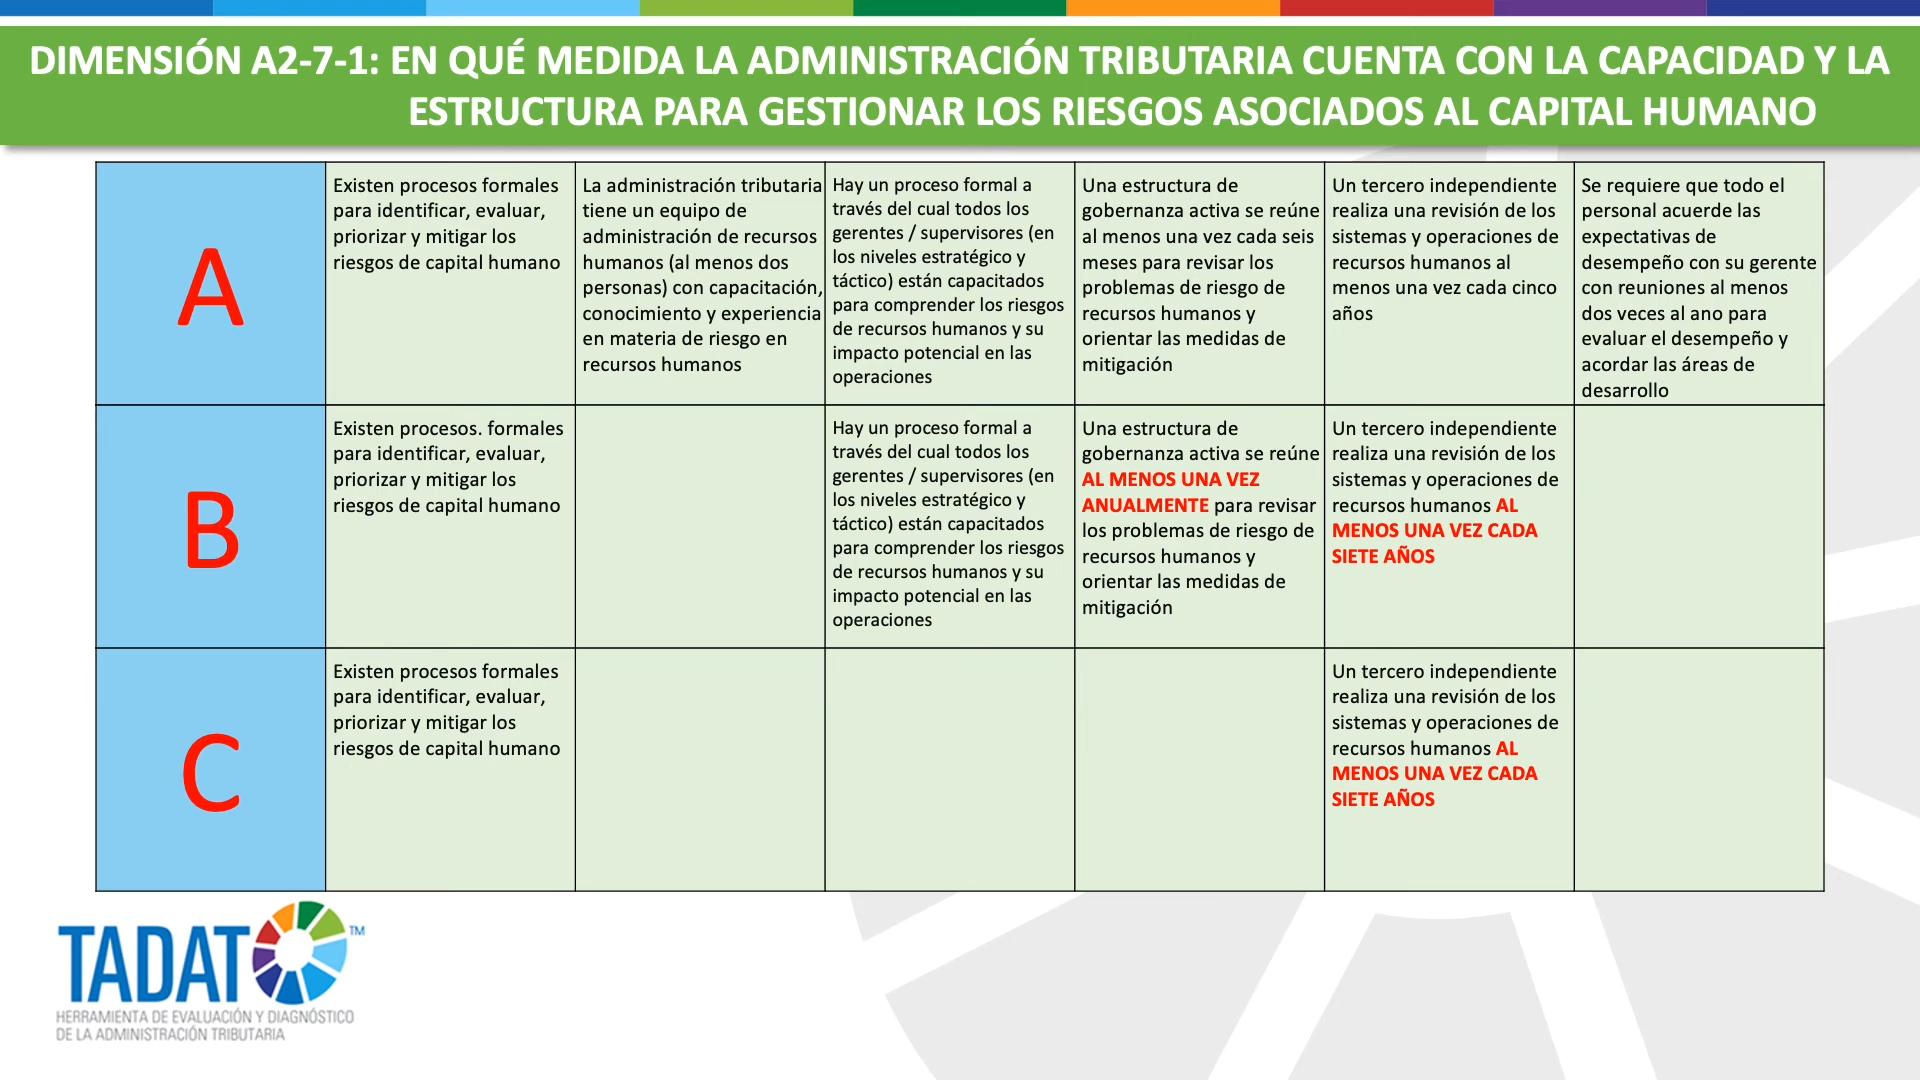 DIMENSIÓN A2-7-1: EN QUÉ MEDIDA LA ADMINISTRACIÓN TRIBUTARIA CUENTA CON LA CAPACIDAD Y LA
ESTRUCTURA PARA GESTIONAR LOS RIESGOS ASOCIADOS AL CAPITAL HUMANO
A
Existen procesos formales
para identificar, evaluar,
priorizar y mitigar los
riesgos de capital humano
La administración tributaria
tiene un equipo de
administración de recursos
humanos (al menos dos
personas) con capacitación,
conocimiento y experiencia
en materia de riesgo en
recursos humanos
Hay un proceso formal a
través del cual todos los
gerentes / supervisores (en
los niveles estratégico y
táctico) están capacitados
para comprender los riesgos
de recursos humanos y su
impacto potencial en las
operaciones
Una estructura de
gobernanza activa se reúne
al menos una vez cada seis
meses para revisar los
problemas de riesgo de
recursos humanos y
orientar las medidas de
mitigación
Un tercero independiente
realiza una revisión de los
sistemas y operaciones de
recursos humanos al
menos una vez cada cinco
años
Se requiere que todo el
personal acuerde las
expectativas de
desempeño con su gerente
con reuniones al menos
dos veces al ano para
evaluar el desempeño y
acordar las áreas de
desarrollo
B
Existen procesos. formales
para identificar, evaluar,
priorizar y mitigar los
riesgos de capital humano
Hay un proceso formal a
través del cual todos los
gerentes / supervisores (en
los niveles estratégico y
táctico) están capacitados
para comprender los riesgos
de recursos humanos y su
impacto potencial en las
operaciones
Una estructura de
gobernanza activa se reúne
AL MENOS UNA VEZ
ANUALMENTE para revisar
los problemas de riesgo de
recursos humanos y
orientar las medidas de
mitigación
Un tercero independiente
realiza una revisión de los
sistemas y operaciones de
recursos humanos AL
MENOS UNA VEZ CADA
SIETE AÑOS
C
Existen procesos formales
para identificar, evaluar,
priorizar y mitigar los
riesgos de capital humano
Un tercero independiente
realiza una revisión de los
sistemas y operaciones de
recursos humanos AL
MENOS UNA VEZ CADA
SIETE AÑOS
TADAT TM
HERRAMIENTA DE EVALUACIÓN Y DIAGNÓSTICO
DE LA ADMINISTRACIÓN TRIBUTARIA